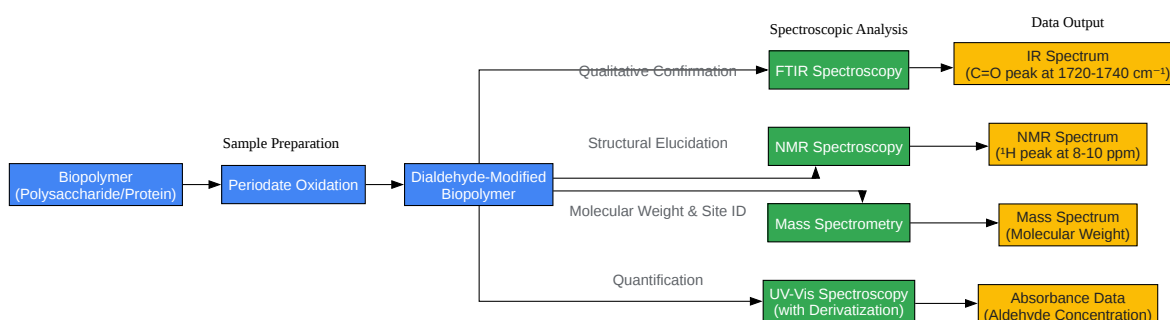 Spectroscopic Analysis
Data Output
Qualitative Confirmation
FTIR Spectroscopy
IR Spectrum
(C=O peak at 1720-1740 cm⁻¹)
Sample Preparation
Structural Elucidation
NMR Spectroscopy
NMR Spectrum
(¹H peak at 8-10 ppm)
Biopolymer
(Polysaccharide/Protein)
Periodate Oxidation
Dialdehyde-Modified
Biopolymer
Molecular Weight & Site ID
Mass Spectrometry
Mass Spectrum
(Molecular Weight)
Quantification
UV-Vis Spectroscopy
(with Derivatization)
Absorbance Data
(Aldehyde Concentration)